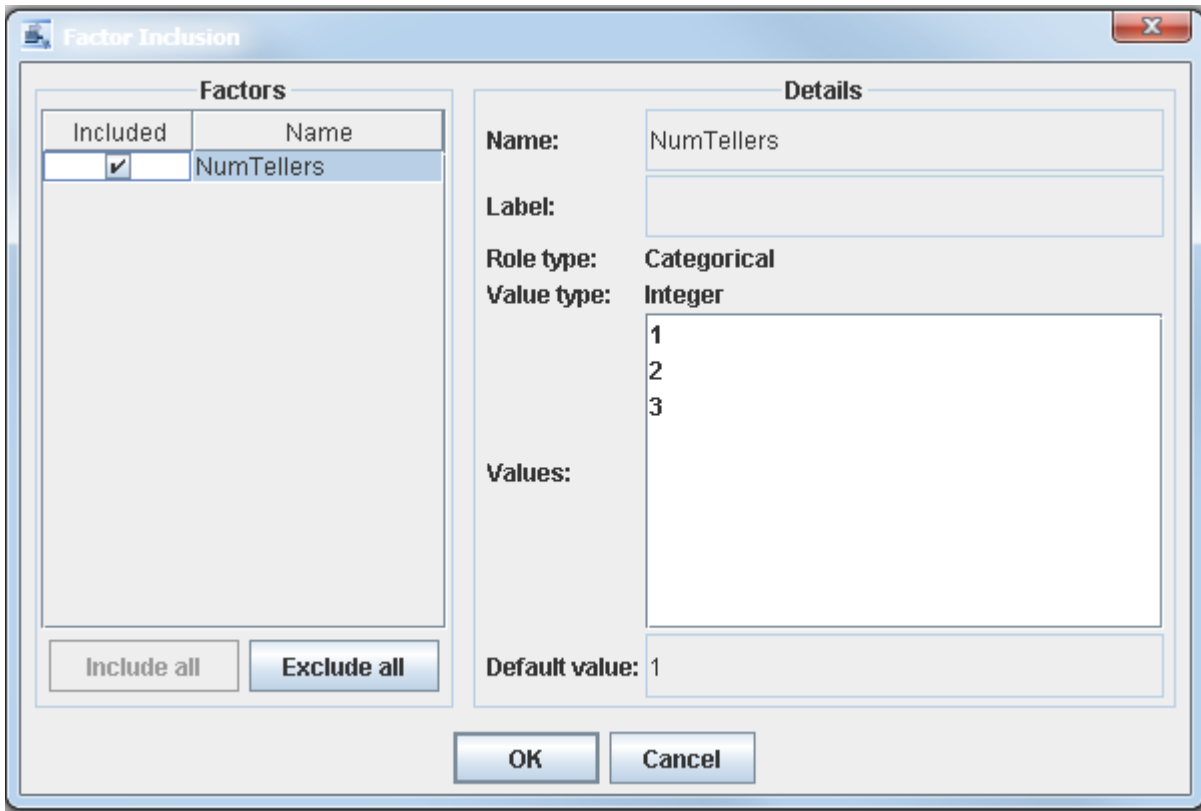 Factor Inclusion
Factors
Included Name
NumTellers
Include all Exclude all
Details
Name: NumTellers
Label:
Role type: Categorical
Value type: Integer
Values:
1
2
3
Default value: 1
OK Cancel